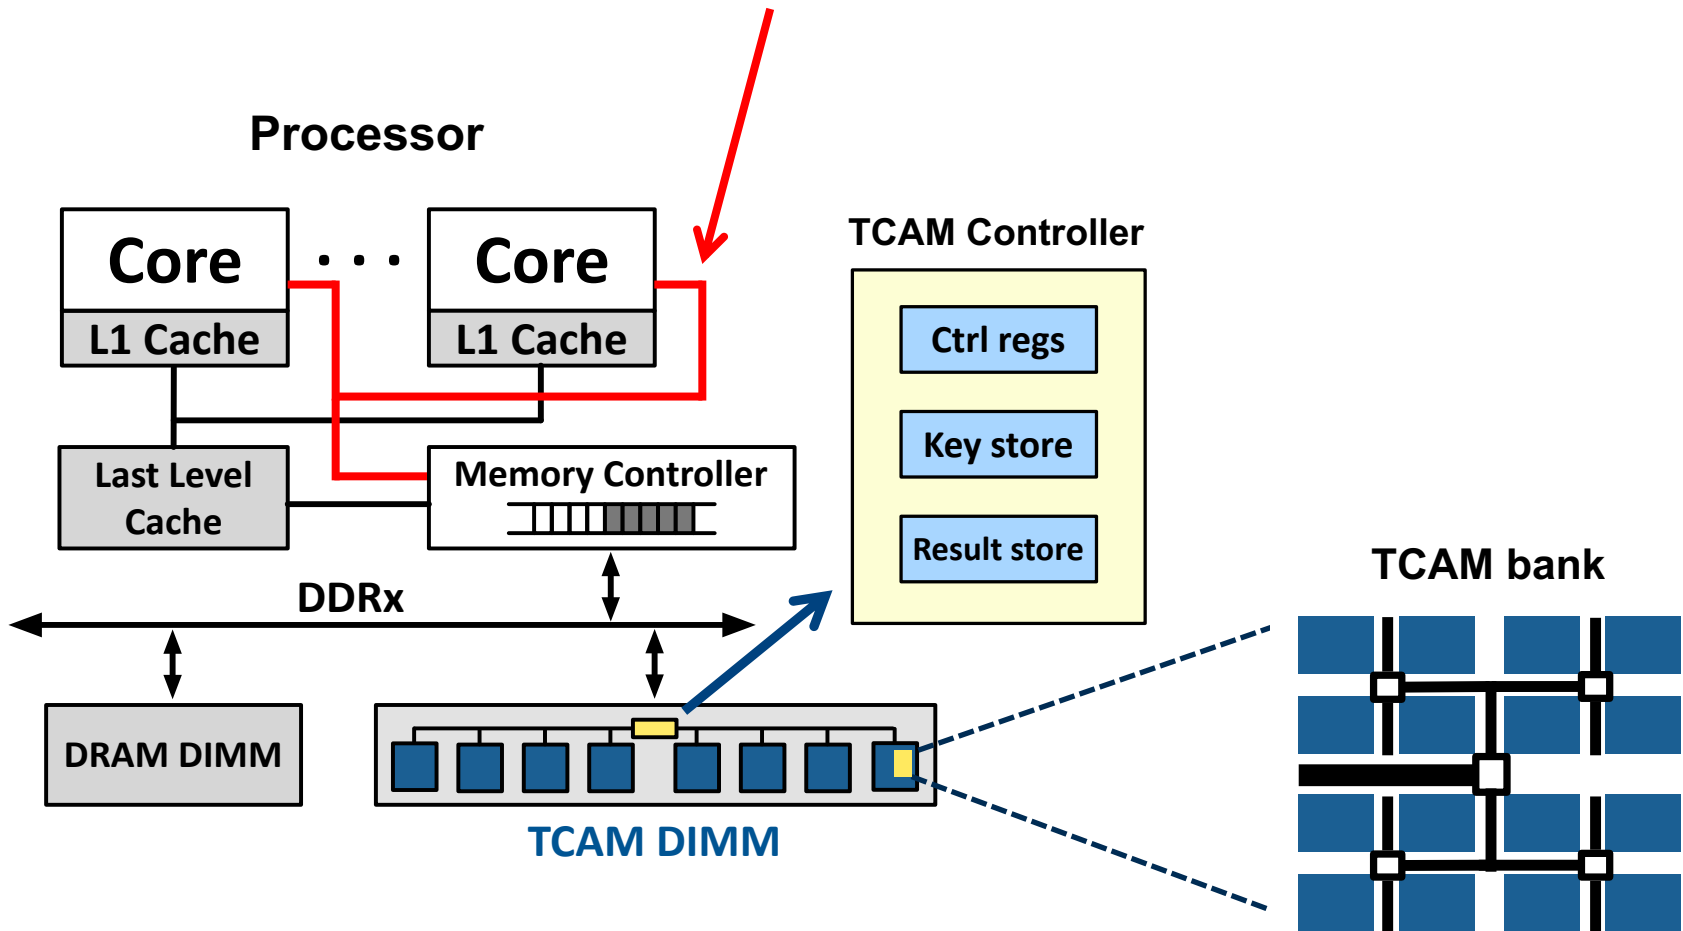 Processor
Core
. . .
Core
L1 Cache
L1 Cache
TCAM Controller
Ctrl regs
Key store
Result store
Last Level
Cache
Memory Controller
DDRx
DRAM DIMM
TCAM DIMM
TCAM bank